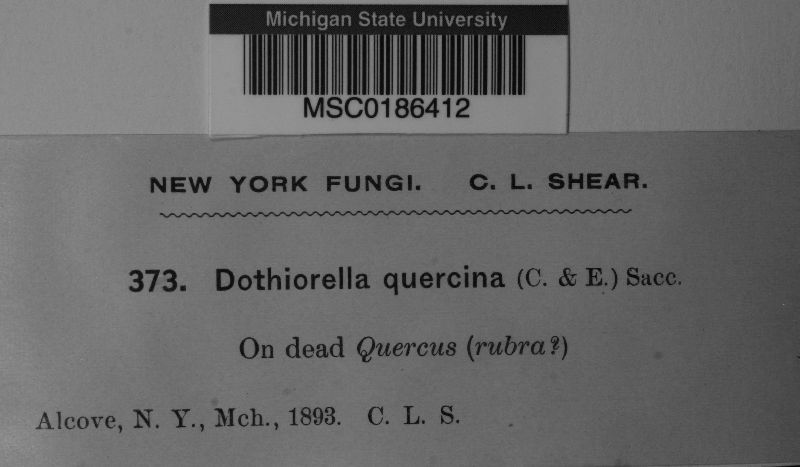 Michigan State University
MSC0186412
NEW YORK FUNGI. C. L. SHEAR.
373. Dothiorella quercina (C. & E.) Sacc.
On dead Quercus (rubra?)
Alcove, N. Y., Mch., 1893. C. L. S.